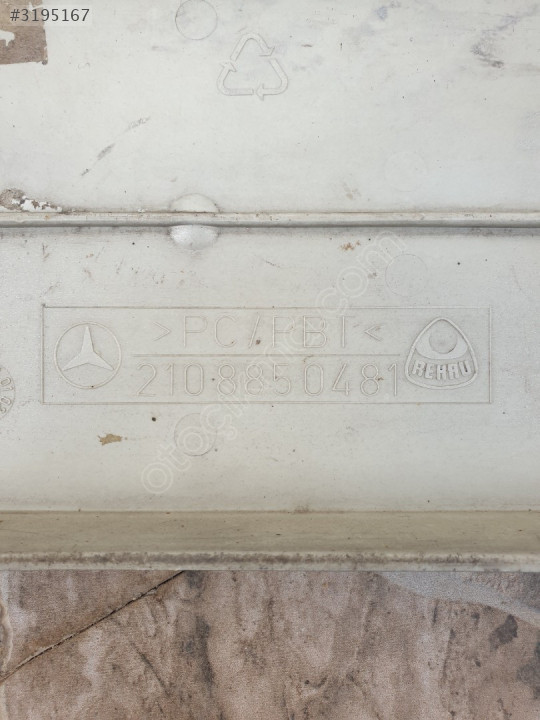 #3195167
>PC/PBT<
2108850481
REHAU